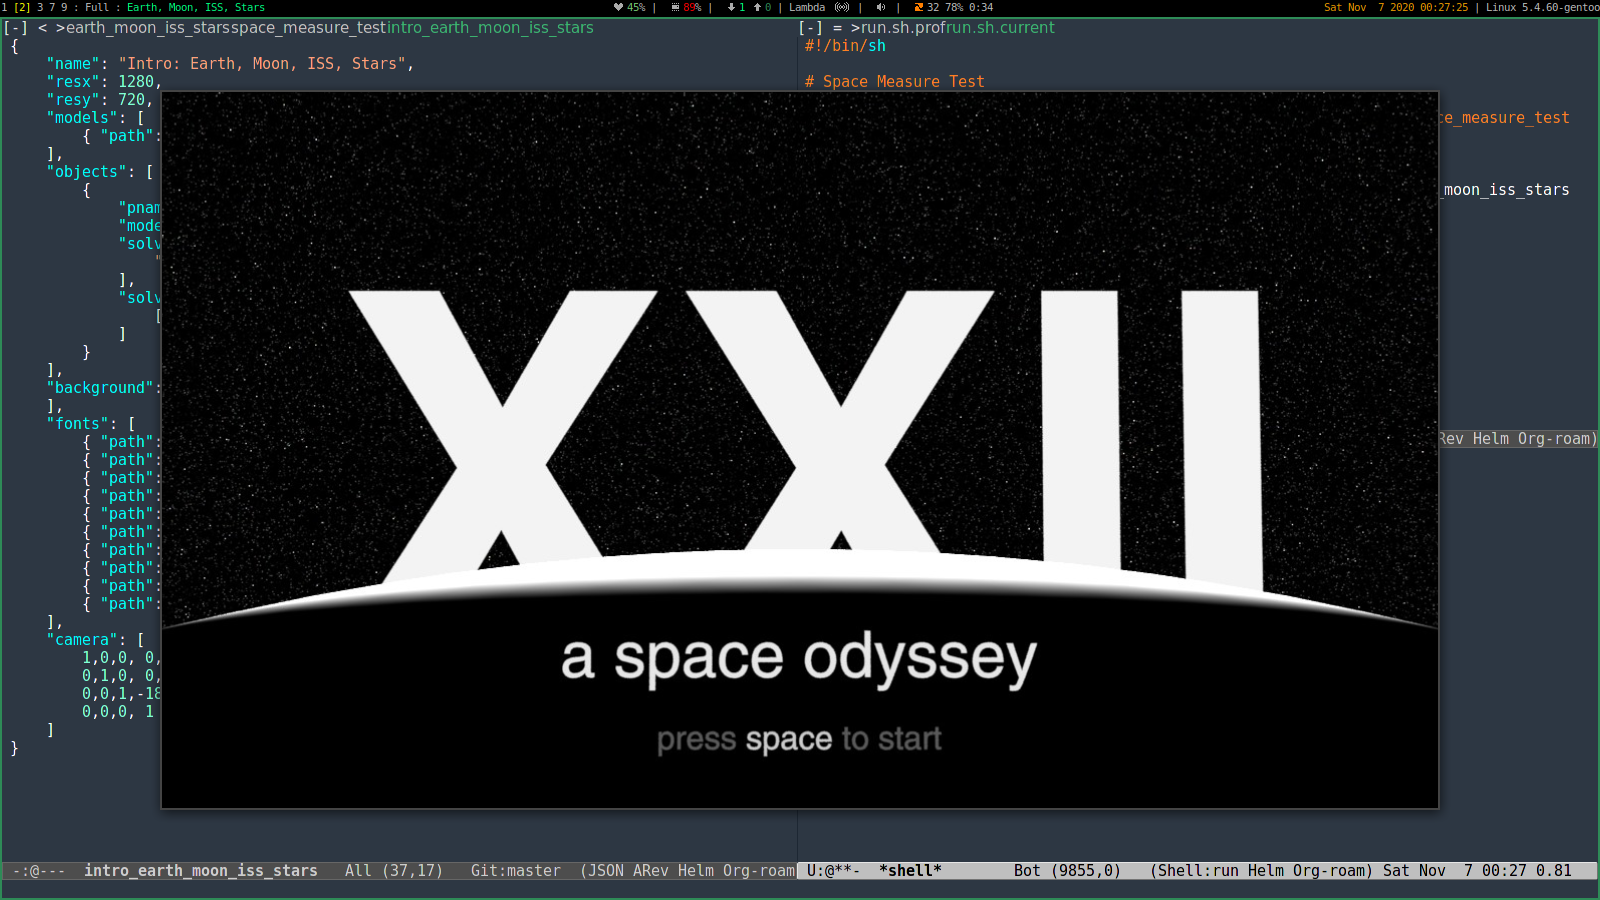 1 [2] 3 7 9 : Full : Earth, Moon, ISS, Stars
45% | 89% | 1 0 | Lambda | | 32 78% 0:34
Sat Nov 7 2020 00:27:25 | Linux 5.4.60-gentoo
[-] < >earth_moon_iss_starsspace_measure_testintro_earth_moon_iss_stars
{
"name": "Intro: Earth, Moon, ISS, Stars",
"resx": 1280,
"resy": 720,
"models": [
{ "path":
],
"objects": [
{
"pnam
"mode
"solv
"
],
"solv
[
]
}
],
"background":
],
"fonts": [
{ "path":
{ "path":
{ "path":
{ "path":
{ "path":
{ "path":
{ "path":
{ "path":
{ "path":
{ "path":
],
"camera": [
1,0,0, 0,
0,1,0, 0,
0,0,1,-18
0,0,0, 1
]
}
-:@--- intro_earth_moon_iss_stars All (37,17) Git:master (JSON ARev Helm Org-roam
[-] = >run.sh.profrun.sh.current
#!/bin/sh
# Space Measure Test
ce_measure_test
_moon_iss_stars
Rev Helm Org-roam)
U:@**- *shell* Bot (9855,0) (Shell:run Helm Org-roam) Sat Nov 7 00:27 0.81
XXII
a space odyssey
press space to start